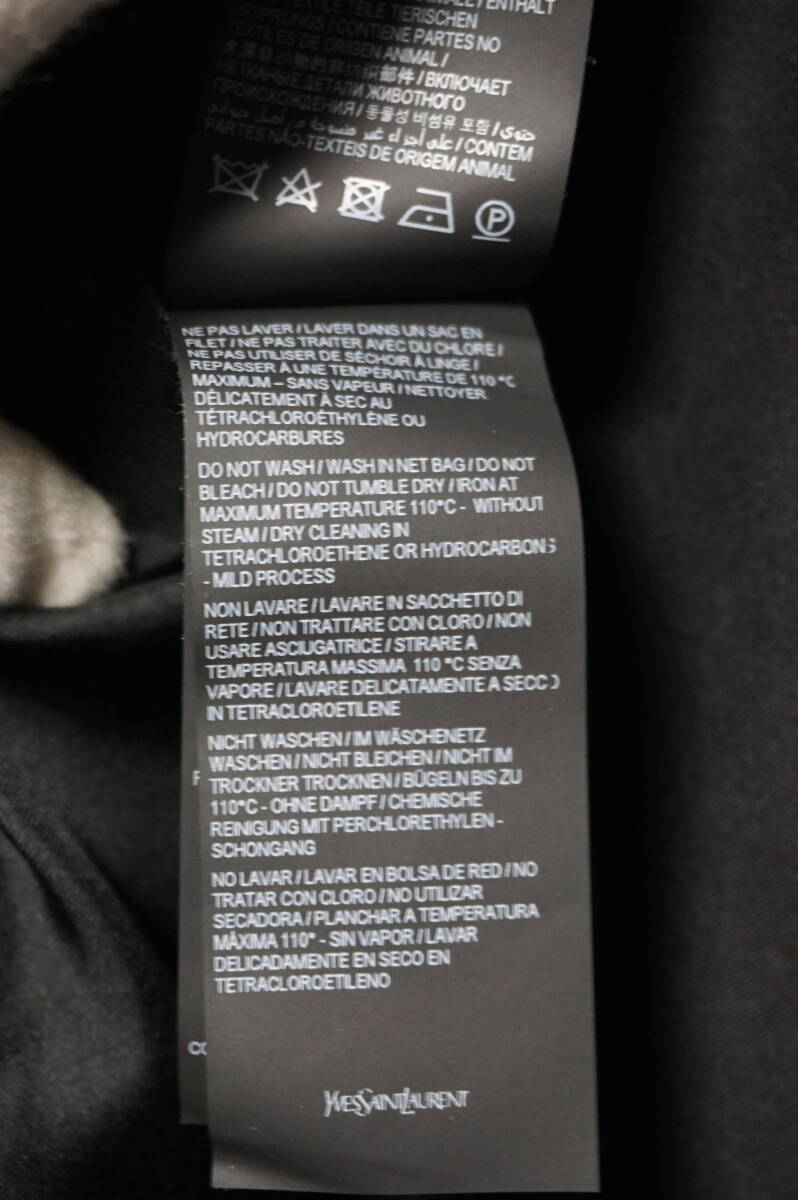 /ENTHÄLT
TEILE TIERISCHEN
/ CONTIENE PARTES NO
TEXTILES DE ORIGEN ANIMAL /
部件 / ВКЛЮЧАЕТ
НЕТКАНЫЕ ДЕТАЛИ ЖИВОТНОГО
ПРОИСХОЖДЕНИЯ / 동물성 비섬유 포함 /
/ CONTEM
PARTES NÃO-TEXTEIS DE ORIGEM ANIMAL
P
NE PAS LAVER / LAVER DANS UN SAC EN
FILET / NE PAS TRAITER AVEC DU CHLORE /
NE PAS UTILISER DE SÉCHOIR À LINGE /
REPASSER À UNE TEMPÉRATURE DE 110 °C
MAXIMUM – SANS VAPEUR / NETTOYER
DÉLICATEMENT À SEC AU
TÉTRACHLOROÉTHYLÈNE OU
HYDROCARBURES
DO NOT WASH / WASH IN NET BAG / DO NOT
BLEACH / DO NOT TUMBLE DRY / IRON AT
MAXIMUM TEMPERATURE 110°C - WITHOUT
STEAM / DRY CLEANING IN
TETRACHLOROETHENE OR HYDROCARBONS
- MILD PROCESS
NON LAVARE / LAVARE IN SACCHETTO DI
RETE / NON TRATTARE CON CLORO / NON
USARE ASCIUGATRICE / STIRARE A
TEMPERATURA MASSIMA 110 °C SENZA
VAPORE / LAVARE DELICATAMENTE A SECCO
IN TETRACLOROETILENE
NICHT WASCHEN / IM WÄSCHENETZ
WASCHEN / NICHT BLEICHEN / NICHT IM
TROCKNER TROCKNEN / BÜGELN BIS ZU
110°C - OHNE DAMPF / CHEMISCHE
REINIGUNG MIT PERCHLORETHYLEN -
SCHONGANG
NO LAVAR / LAVAR EN BOLSA DE RED / NO
TRATAR CON CLORO / NO UTILIZAR
SECADORA / PLANCHAR A TEMPERATURA
MÁXIMA 110° - SIN VAPOR / LAVAR
DELICADAMENTE EN SECO EN
TETRACLOROETILENO
YVESSAINTLAURENT